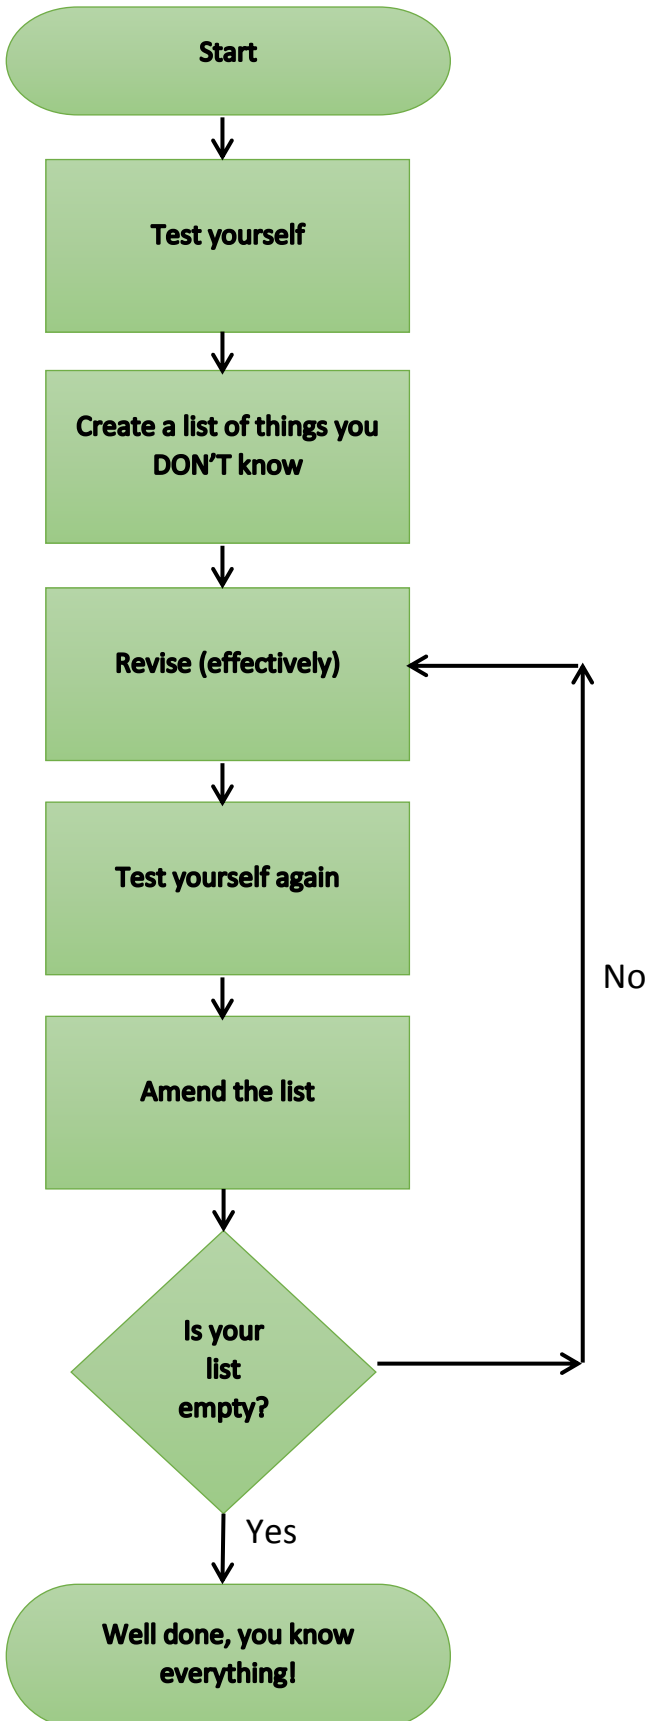 Start
Test yourself
Create a list of things you
DON’T know
Revise (effectively)
Test yourself again
No
Amend the list
Is your
list
empty?
Yes
Well done, you know
everything!